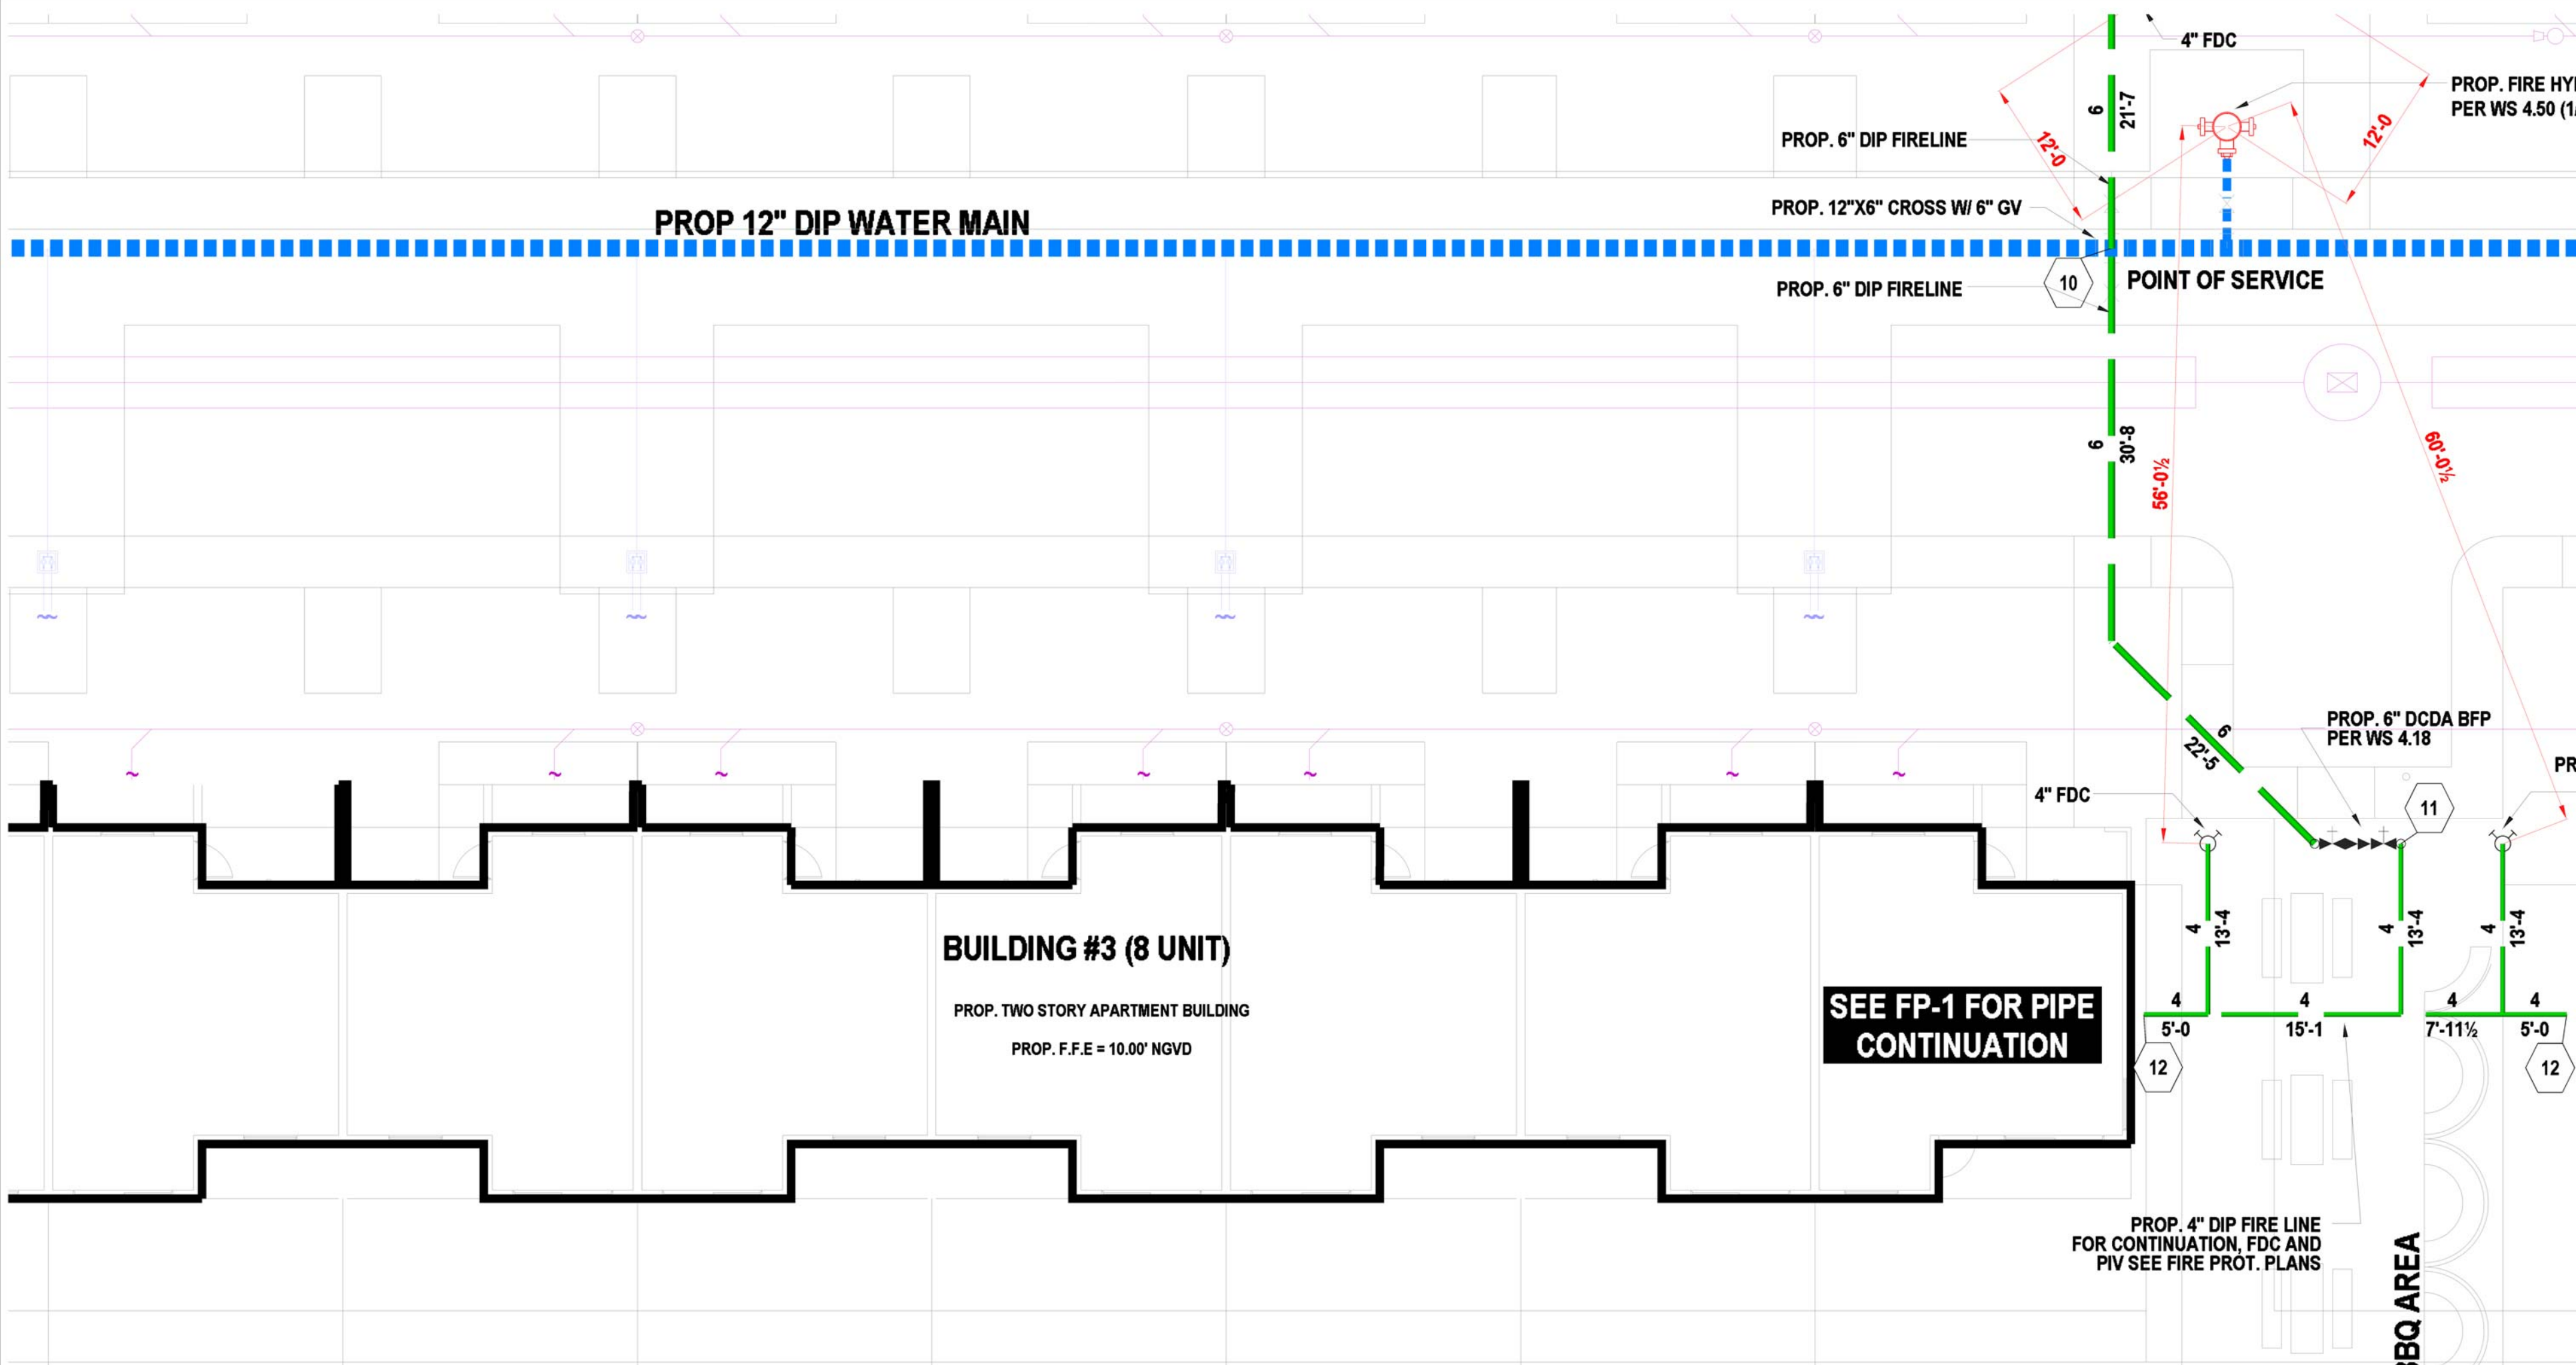 4" FDC
PROP. FIRE HY
PER WS 4.50 (1
6
21'-7
12'-0
12'-0
PROP. 6" DIP FIRELINE
PROP. 12"X6" CROSS W/ 6" GV
PROP 12" DIP WATER MAIN
10
POINT OF SERVICE
PROP. 6" DIP FIRELINE
6
30'-8
56'-0½
60'-0½
6
22'-5
PROP. 6" DCDA BFP
PER WS 4.18
PR
4" FDC
11
4
13'-4
4
13'-4
4
13'-4
BUILDING #3 (8 UNIT)
PROP. TWO STORY APARTMENT BUILDING
PROP. F.F.E = 10.00' NGVD
SEE FP-1 FOR PIPE
CONTINUATION
4
5'-0
4
15'-1
4
7'-11½
4
5'-0
12
12
PROP. 4" DIP FIRE LINE
FOR CONTINUATION, FDC AND
PIV SEE FIRE PROT. PLANS
BBQ AREA